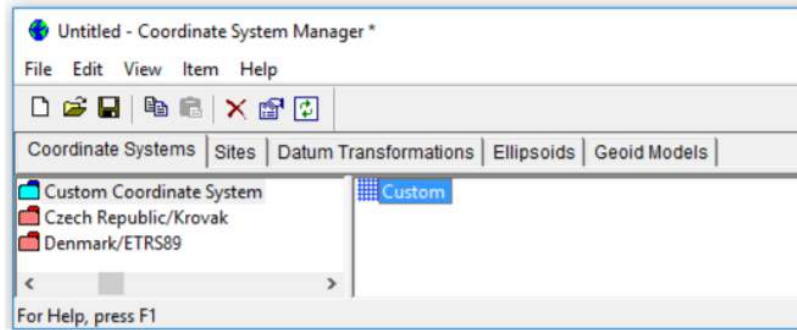 Untitled - Coordinate System Manager *
File Edit View Item Help
Coordinate Systems Sites Datum Transformations Ellipsoids Geoid Models
Custom Coordinate System Custom
Czech Republic/Krovak
Denmark/ETRS89
For Help, press F1